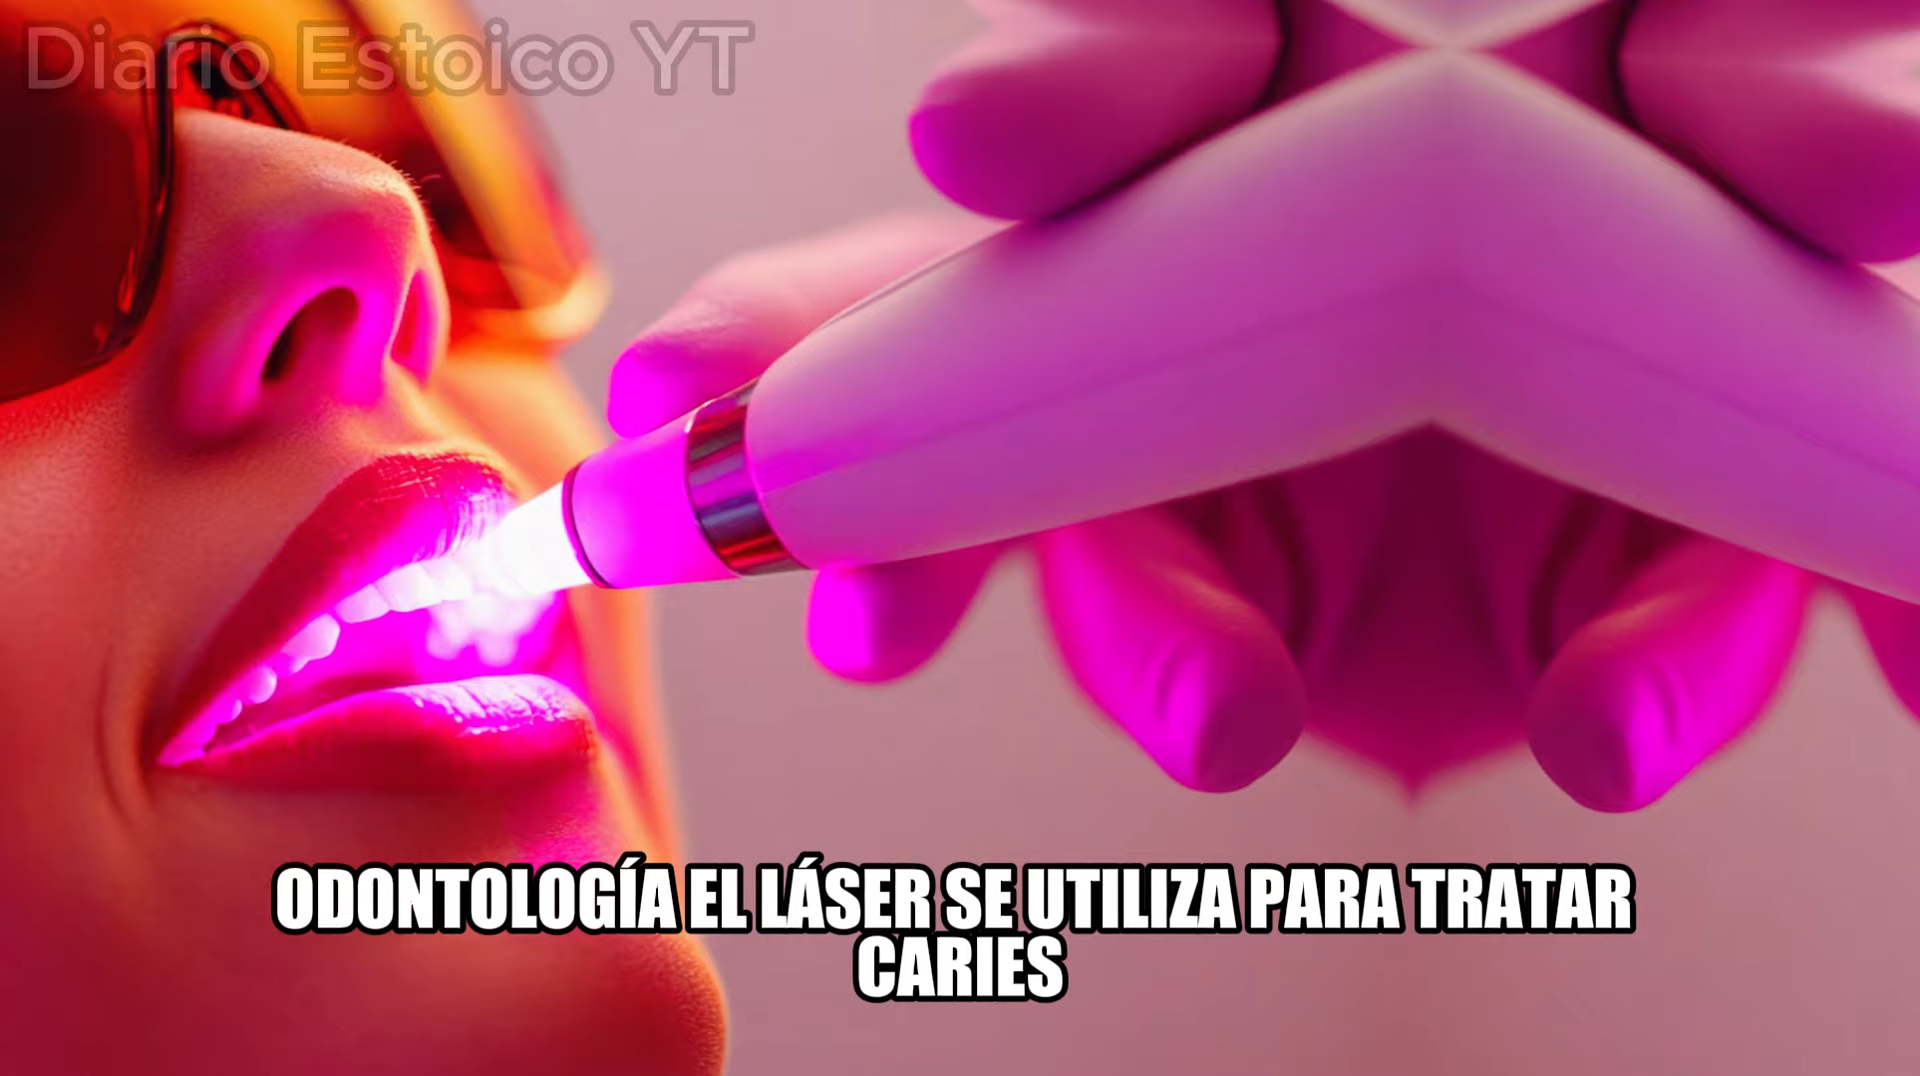 Diario Estoico YT
ODONTOLOGÍA EL LÁSER SE UTILIZA PARA TRATAR
CARIES